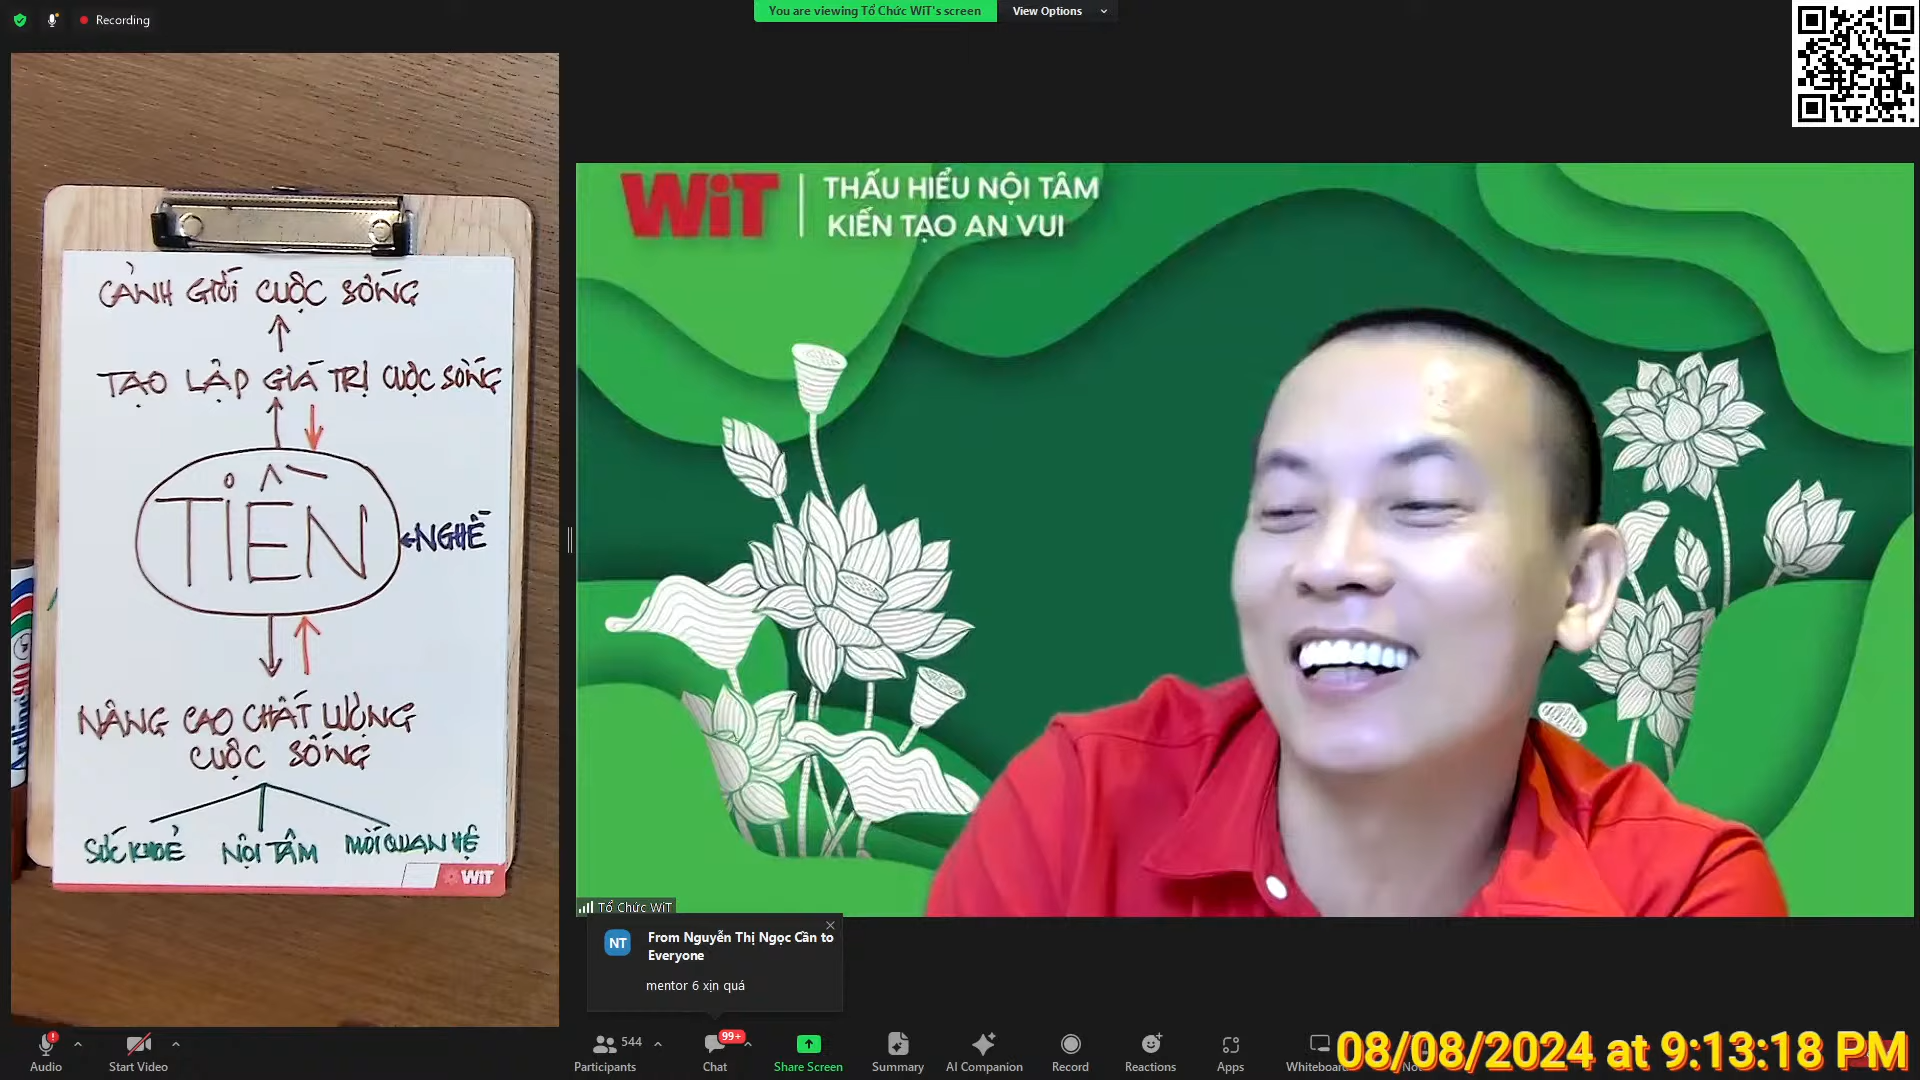 Recording
You are viewing Tổ Chức WiT's screen
View Options
CẢNH GIỚI CUỘC SỐNG
TẠO LẬP GIÁ TRỊ CUỘC SỐNG
TIỀN
NGHỀ
NÂNG CAO CHẤT LƯỢNG
CUỘC SỐNG
SỨC KHOẺ NỘI TÂM MỐI QUAN HỆ
WiT
Artline 90
WiT
THẤU HIỂU NỘI TÂM
KIẾN TẠO AN VUI
Tổ Chức WiT
NT
From Nguyễn Thị Ngọc Cần to
Everyone
mentor 6 xịn quá
Audio
Start Video
544
Participants
99+
Chat
Share Screen
Summary
AI Companion
Record
Reactions
Apps
08/08/2024 at 9:13:18 PM